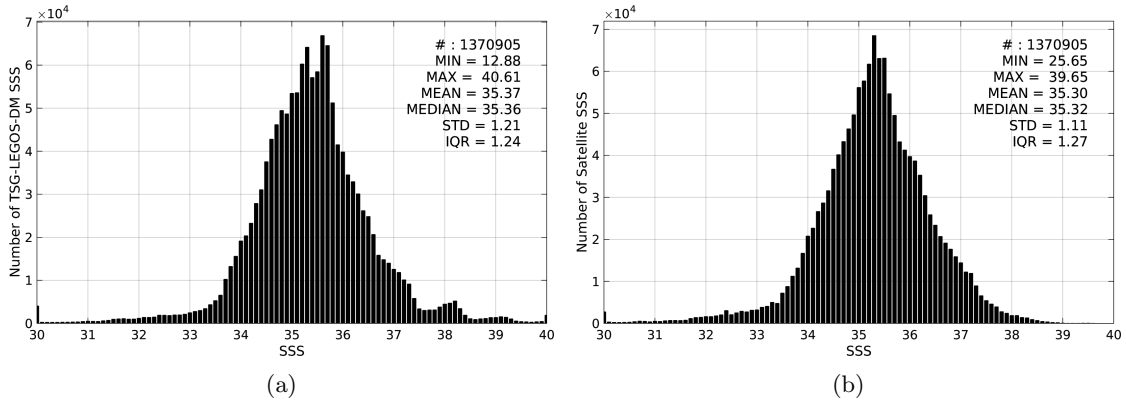 ×10⁴
7
6
5
4
3
2
1
0
Number of TSG-LEGOS-DM SSS
# : 1370905
MIN = 12.88
MAX = 40.61
MEAN = 35.37
MEDIAN = 35.36
STD = 1.21
IQR = 1.24
30 31 32 33 34 35 36 37 38 39 40
SSS
(a)
×10⁴
7
6
5
4
3
2
1
0
Number of Satellite SSS
# : 1370905
MIN = 25.65
MAX = 39.65
MEAN = 35.30
MEDIAN = 35.32
STD = 1.11
IQR = 1.27
30 31 32 33 34 35 36 37 38 39 40
SSS
(b)